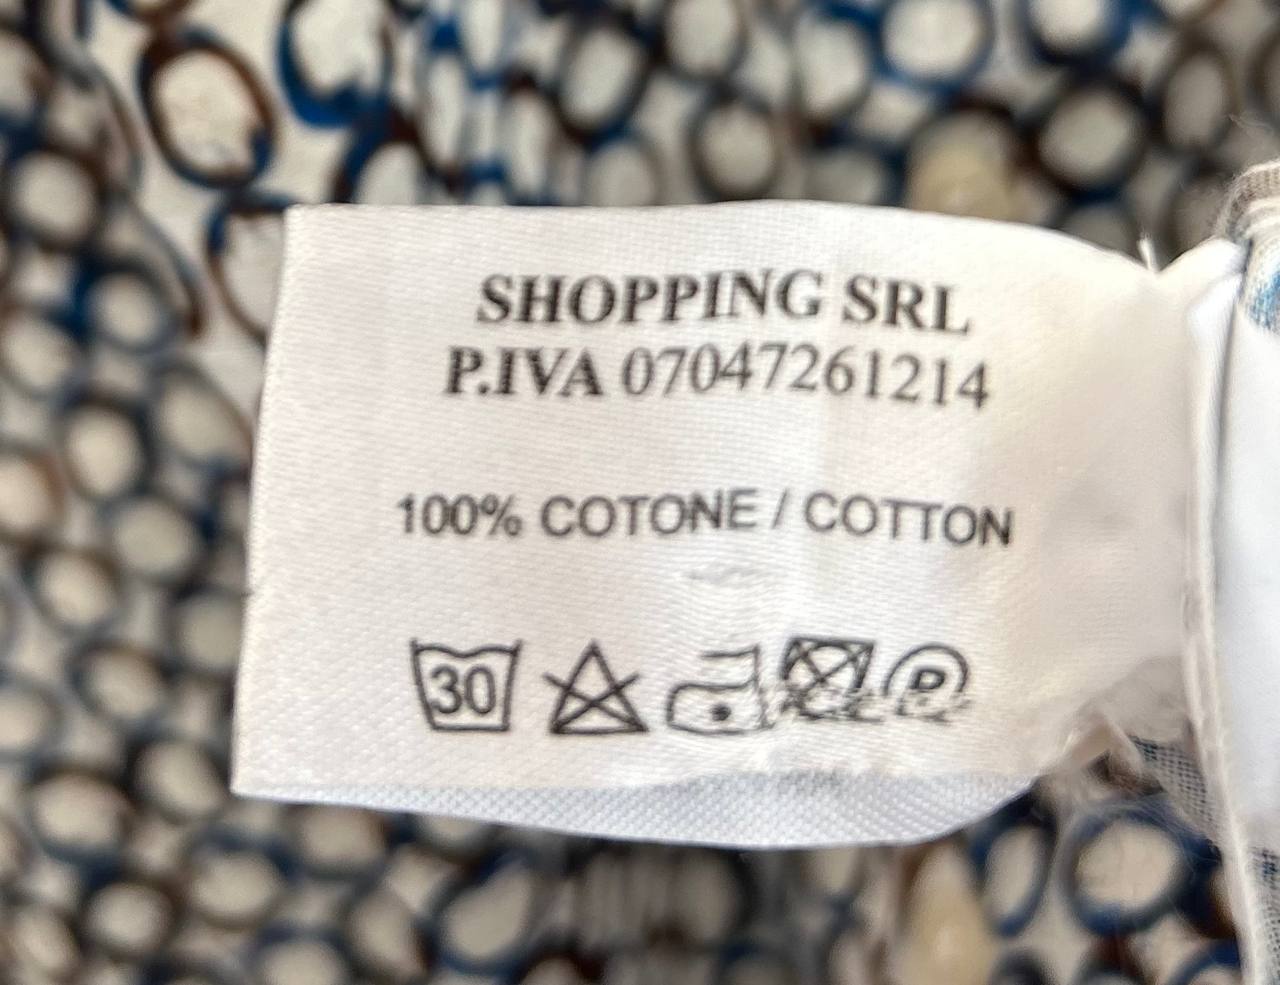 SHOPPING SRL
P.IVA 07047261214
100% COTONE / COTTON
30 P